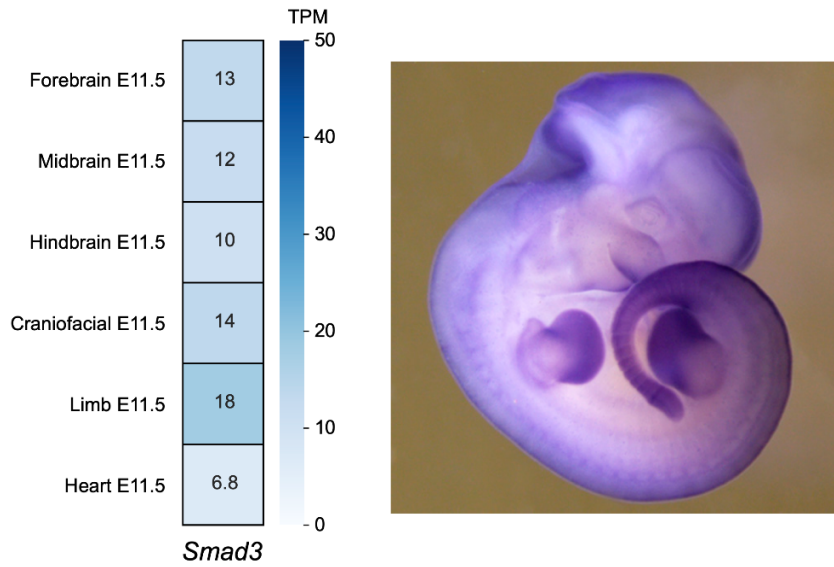 TPM
Forebrain E11.5
13
Midbrain E11.5
12
Hindbrain E11.5
10
Craniofacial E11.5
14
Limb E11.5
18
Heart E11.5
6.8
50
40
30
20
10
0
Smad3